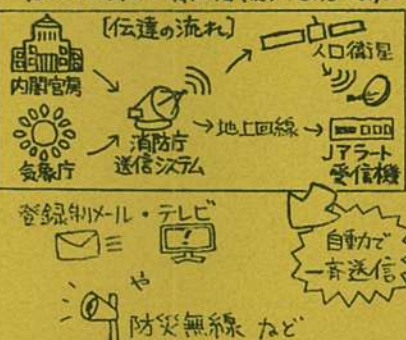 [伝達の流れ]
内閣官房
気象庁
消防庁
送信システム
人口衛星
地上回線
Jアラート
受信機
登録制メール・テレビ
や
防災無線 など
自動で
一斉送信